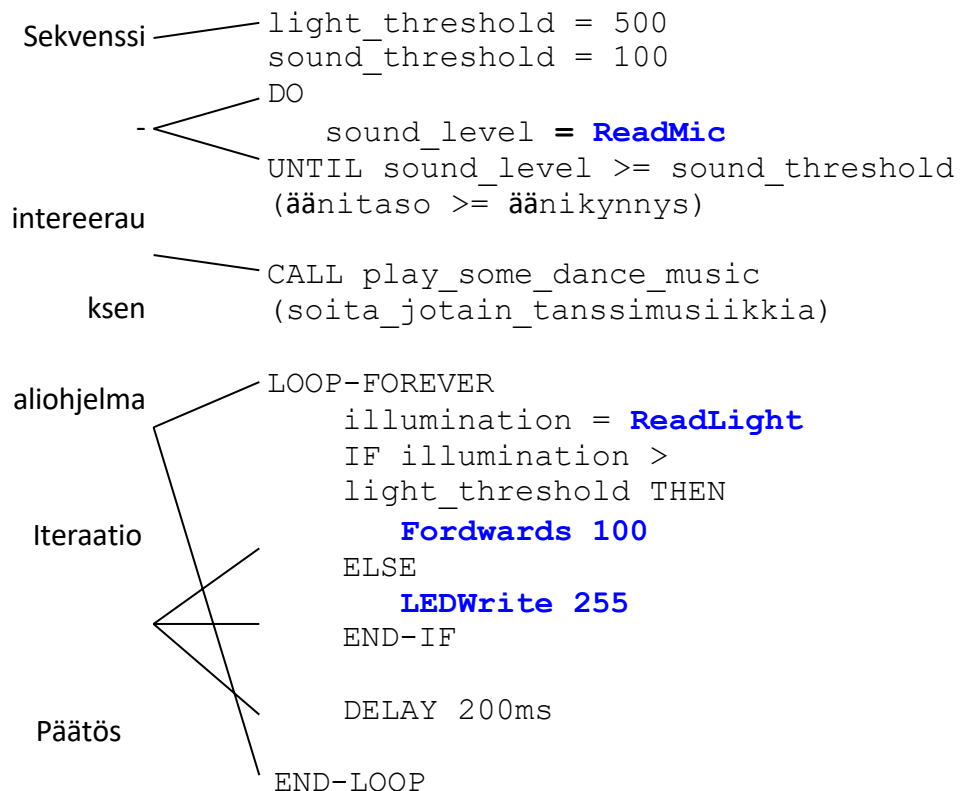 Sekvenssi
light_threshold = 500
sound_threshold = 100
DO
-
sound_level = ReadMic
UNTIL sound_level >= sound_threshold
(äänitaso >= äänikynnys)
intereerau
CALL play_some_dance_music
ksen
(soita_jotain_tanssimusiikkia)
aliohjelma
LOOP-FOREVER
illumination = ReadLight
IF illumination >
light_threshold THEN
Iteraatio
Fordwards 100
ELSE
LEDWrite 255
END-IF
DELAY 200ms
Päätös
END-LOOP